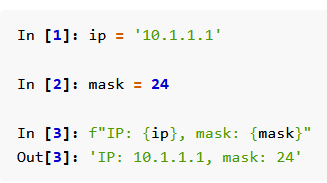 In [1]: ip = '10.1.1.1'
In [2]: mask = 24
In [3]: f"IP: {ip}, mask: {mask}"
Out[3]: 'IP: 10.1.1.1, mask: 24'